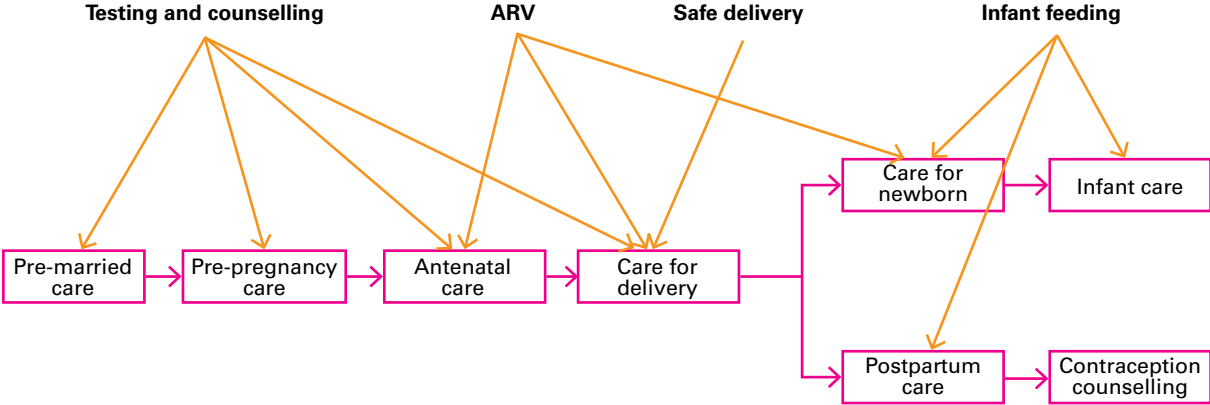 Testing and counselling
ARV
Safe delivery
Infant feeding
Care for
newborn
Infant care
Pre-married
care
Pre-pregnancy
care
Antenatal
care
Care for
delivery
Postpartum
care
Contraception
counselling